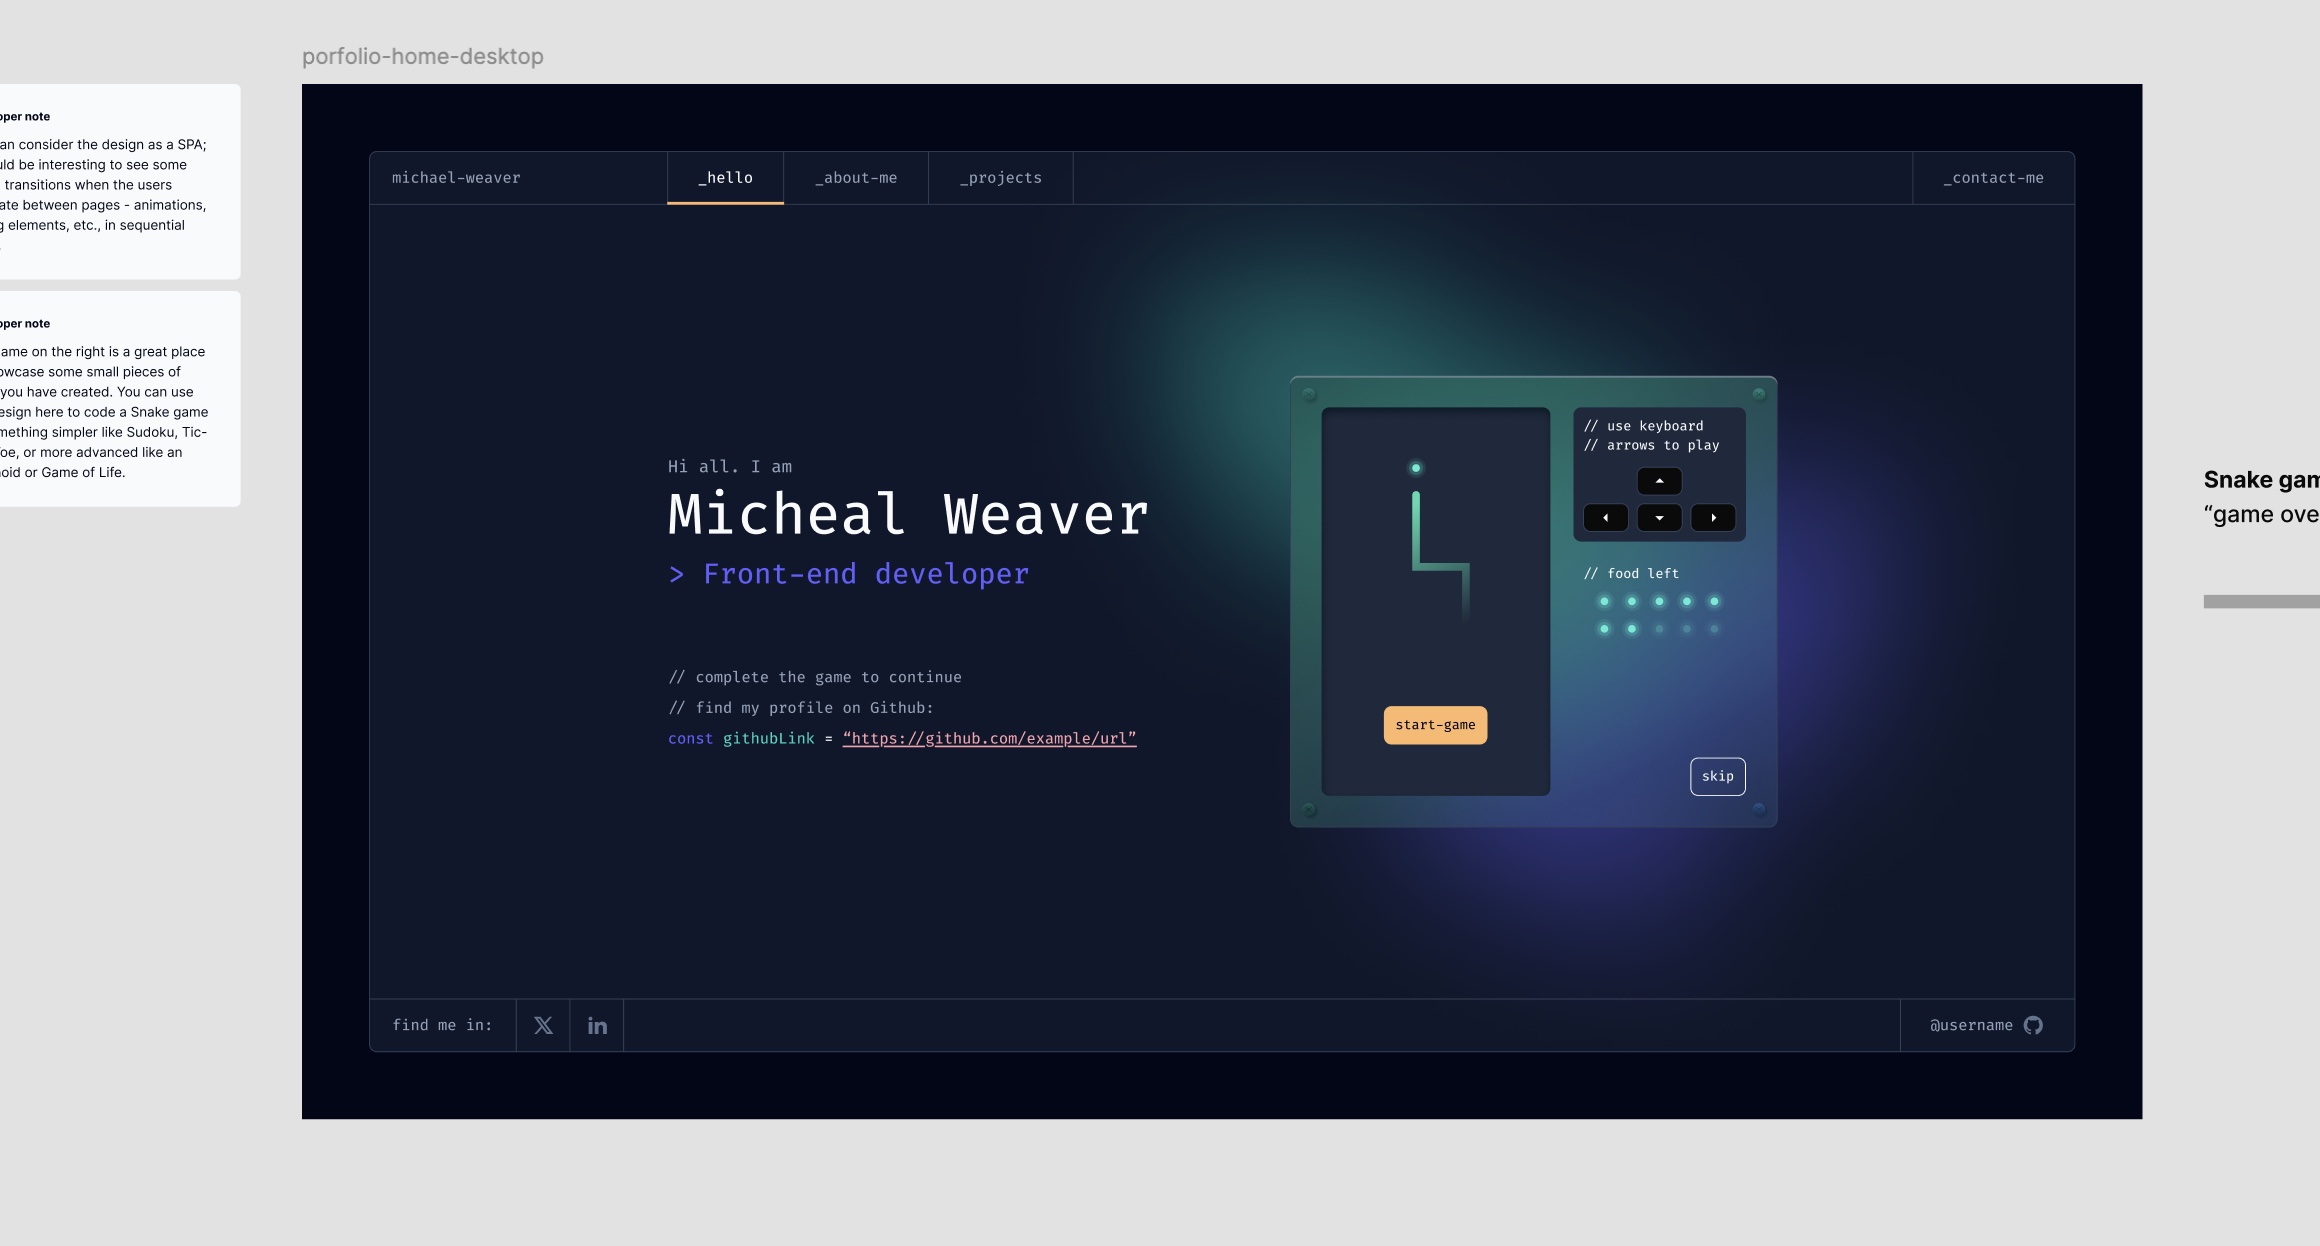 porfolio-home-desktop
oper note
an consider the design as a SPA;
uld be interesting to see some
transitions when the users
ate between pages - animations,
g elements, etc., in sequential
oper note
ame on the right is a great place
owcase some small pieces of
you have created. You can use
esign here to code a Snake game
mething simpler like Sudoku, Tic-
oe, or more advanced like an
noid or Game of Life.
michael-weaver
_hello
_about-me
_projects
_contact-me
Hi all. I am
Micheal Weaver
> Front-end developer
// complete the game to continue
// find my profile on Github:
const githubLink = “https://github.com/example/url”
start-game
// use keyboard
// arrows to play
// food left
skip
find me in:
@username
Snake gam
“game ove